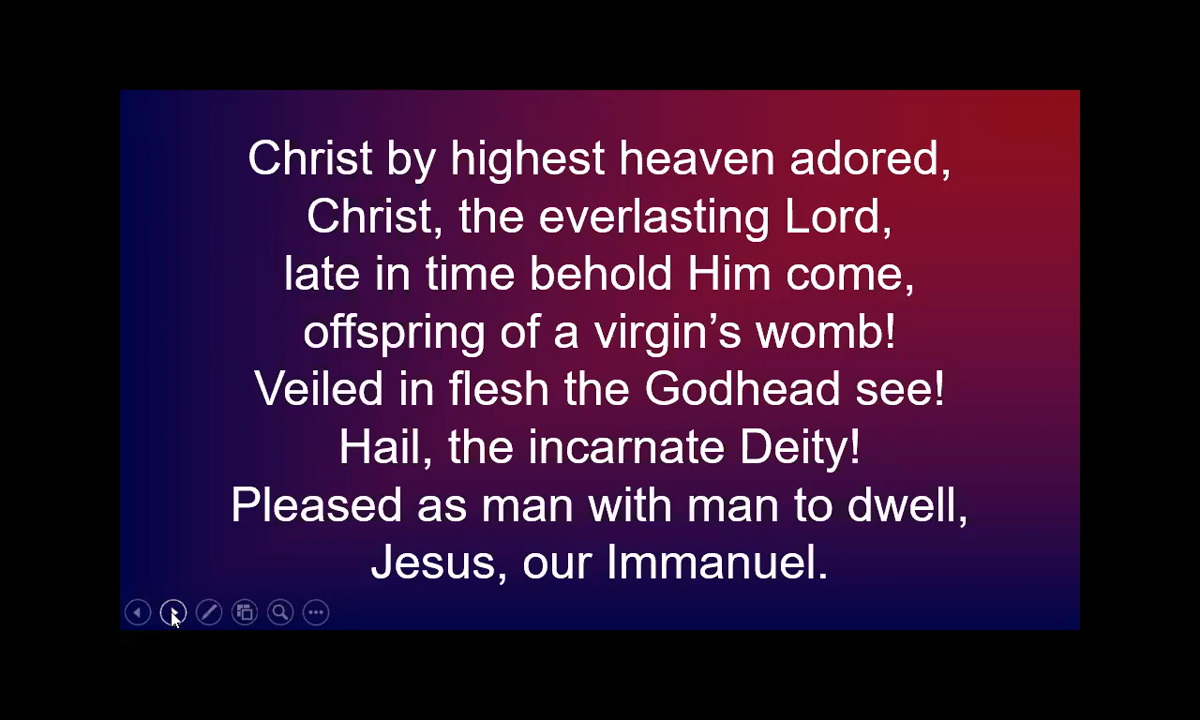 Christ by highest heaven adored,
Christ, the everlasting Lord,
late in time behold Him come,
offspring of a virgin’s womb!
Veiled in flesh the Godhead see!
Hail, the incarnate Deity!
Pleased as man with man to dwell,
Jesus, our Immanuel.